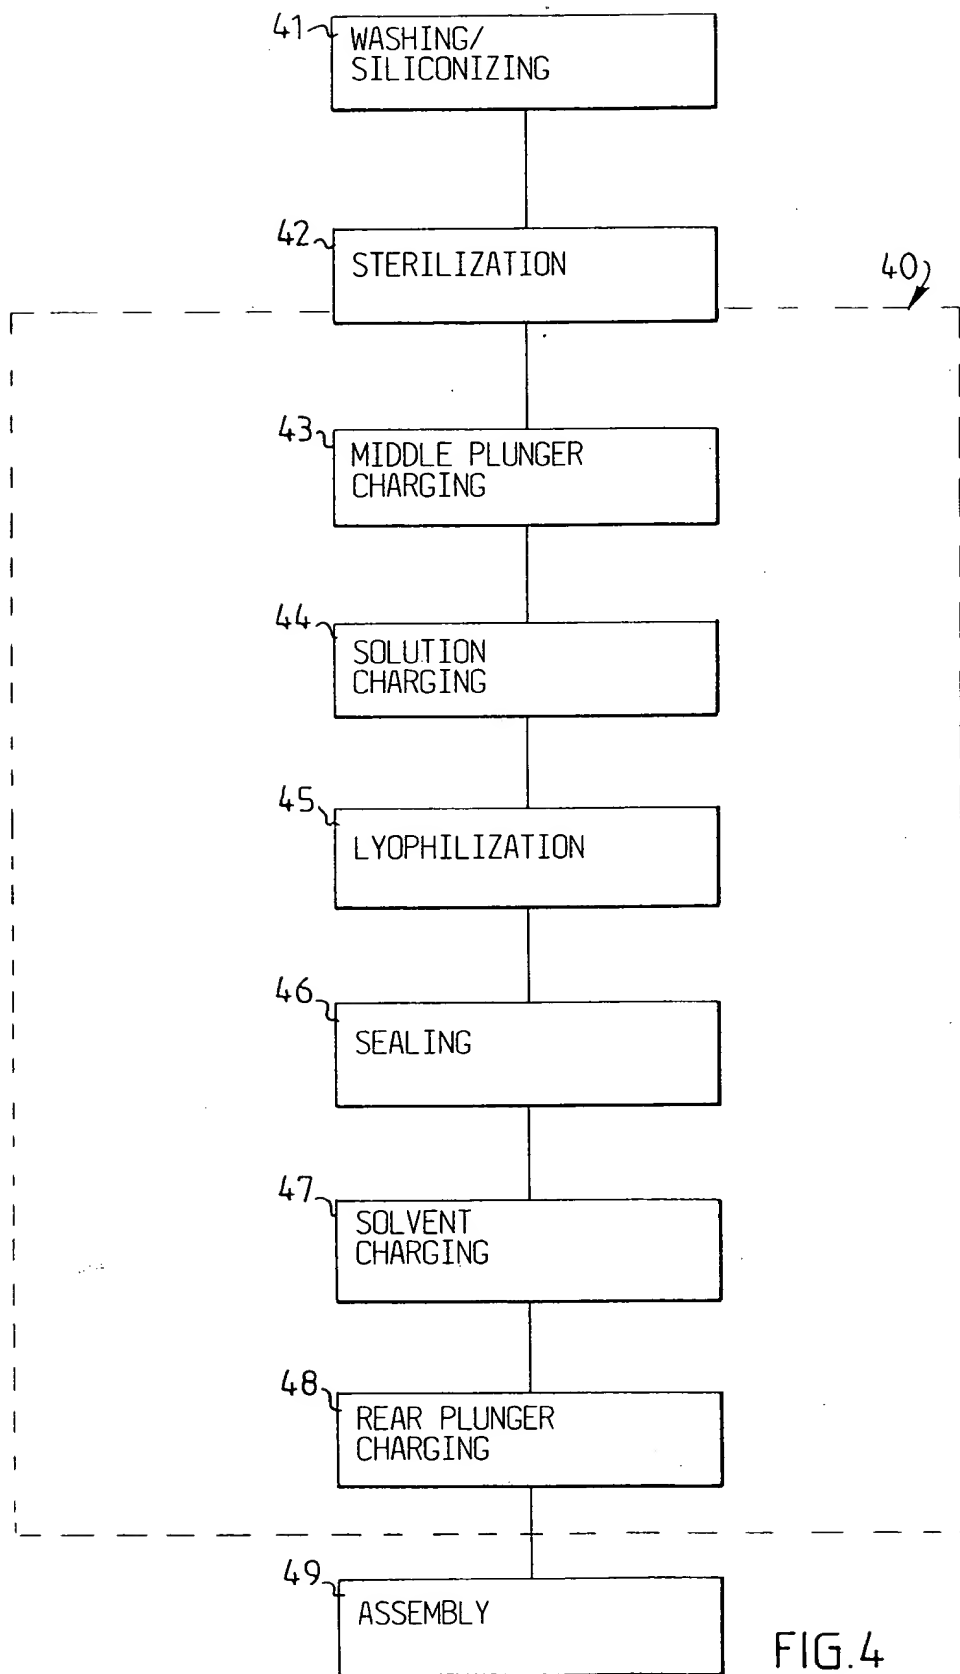 41
WASHING/
SILICONIZING
42
STERILIZATION
40
43
MIDDLE PLUNGER
CHARGING
44
SOLUTION
CHARGING
45
LYOPHILIZATION
46
SEALING
47
SOLVENT
CHARGING
48
REAR PLUNGER
CHARGING
49
ASSEMBLY
FIG.4